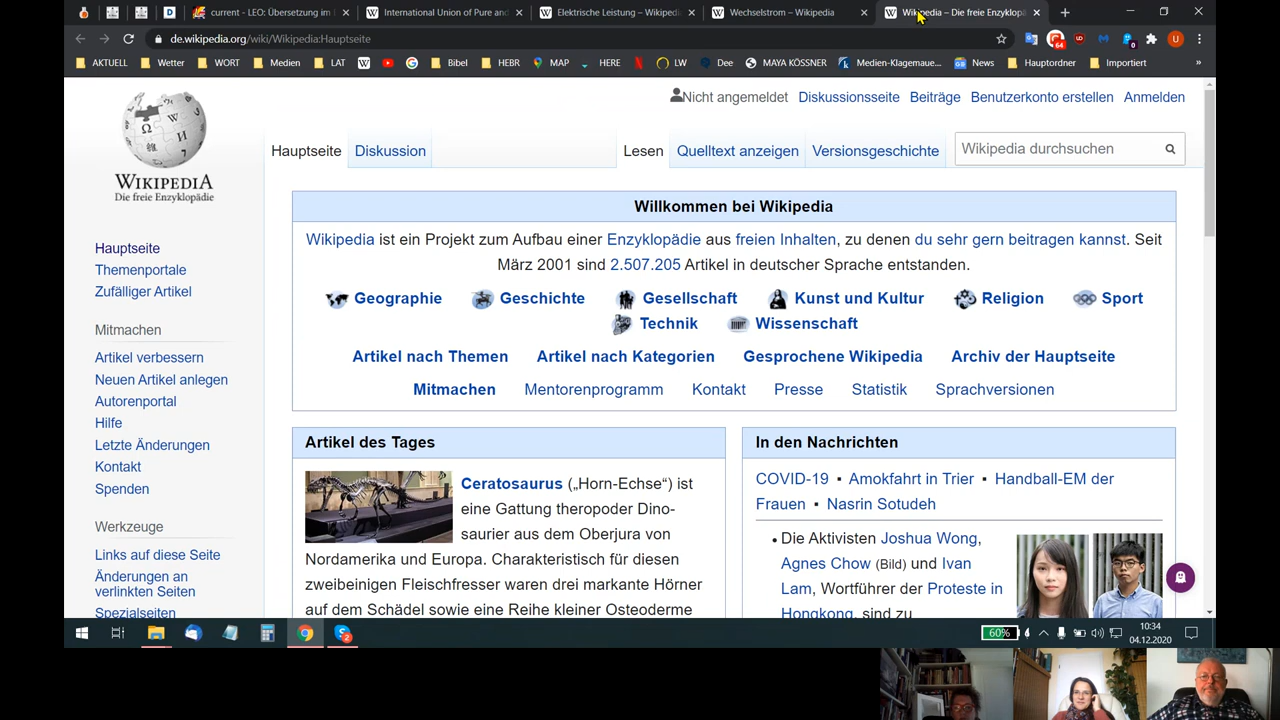 current - LEO: Übersetzung im
International Union of Pure and
Elektrische Leistung – Wikipedi
Wechselstrom – Wikipedia
Wikipedia – Die freie Enzyklopä
de.wikipedia.org/wiki/Wikipedia:Hauptseite
AKTUELL
Wetter
WORT
Medien
LAT
Bibel
HEBR
MAP
HERE
LW
Dee
MAYA KÖSSNER
Medien-Klagemaue...
News
Hauptordner
Importiert
Nicht angemeldet Diskussionsseite Beiträge Benutzerkonto erstellen Anmelden
Hauptseite Diskussion Lesen Quelltext anzeigen Versionsgeschichte Wikipedia durchsuchen
WIKIPEDIA
Die freie Enzyklopädie
Hauptseite
Themenportale
Zufälliger Artikel
Mitmachen
Artikel verbessern
Neuen Artikel anlegen
Autorenportal
Hilfe
Letzte Änderungen
Kontakt
Spenden
Werkzeuge
Links auf diese Seite
Änderungen an
verlinkten Seiten
Spezialseiten
Willkommen bei Wikipedia
Wikipedia ist ein Projekt zum Aufbau einer Enzyklopädie aus freien Inhalten, zu denen du sehr gern beitragen kannst. Seit
März 2001 sind 2.507.205 Artikel in deutscher Sprache entstanden.
Geographie Geschichte Gesellschaft Kunst und Kultur Religion Sport
Technik Wissenschaft
Artikel nach Themen Artikel nach Kategorien Gesprochene Wikipedia Archiv der Hauptseite
Mitmachen Mentorenprogramm Kontakt Presse Statistik Sprachversionen
Artikel des Tages
Ceratosaurus („Horn-Echse“) ist
eine Gattung theropoder Dino-
saurier aus dem Oberjura von
Nordamerika und Europa. Charakteristisch für diesen
zweibeinigen Fleischfresser waren drei markante Hörner
auf dem Schädel sowie eine Reihe kleiner Osteoderme
In den Nachrichten
COVID-19 ▪ Amokfahrt in Trier ▪ Handball-EM der
Frauen ▪ Nasrin Sotudeh
• Die Aktivisten Joshua Wong,
Agnes Chow (Bild) und Ivan
Lam, Wortführer der Proteste in
Hongkong, sind zu
60%
10:34
04.12.2020